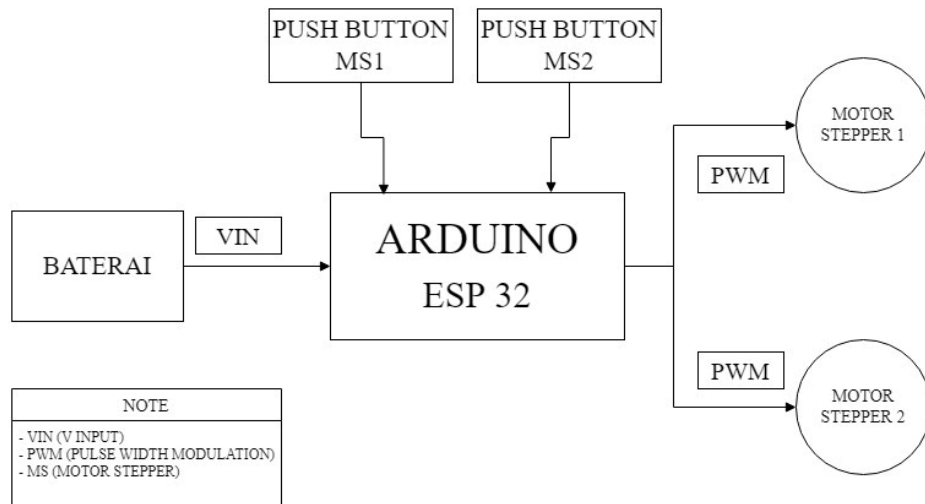 PUSH BUTTON
MS1
PUSH BUTTON
MS2
MOTOR
STEPPER 1
PWM
VIN
ARDUINO
ESP 32
BATERAI
PWM
MOTOR
STEPPER 2
NOTE
- VIN (V INPUT)
- PWM (PULSE WIDTH MODULATION)
- MS (MOTOR STEPPER)